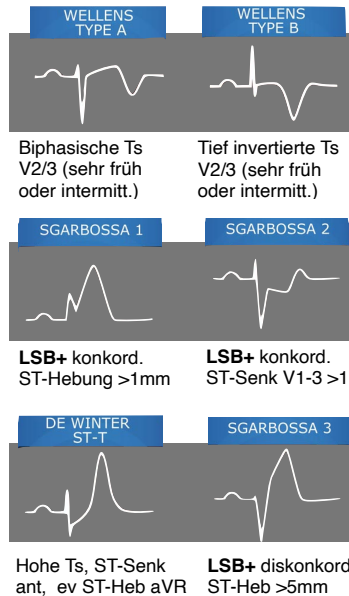 WELLENS
TYPE A
Biphasische Ts
V2/3 (sehr früh
oder intermitt.)
WELLENS
TYPE B
Tief invertierte Ts
V2/3 (sehr früh
oder intermitt.)
SGARBOSSA 1
LSB+ konkord.
ST-Hebung >1mm
SGARBOSSA 2
LSB+ konkord.
ST-Senk V1-3 >1
DE WINTER
ST-T
Hohe Ts, ST-Senk
ant, ev ST-Heb aVR
SGARBOSSA 3
LSB+ diskonkord
ST-Heb >5mm